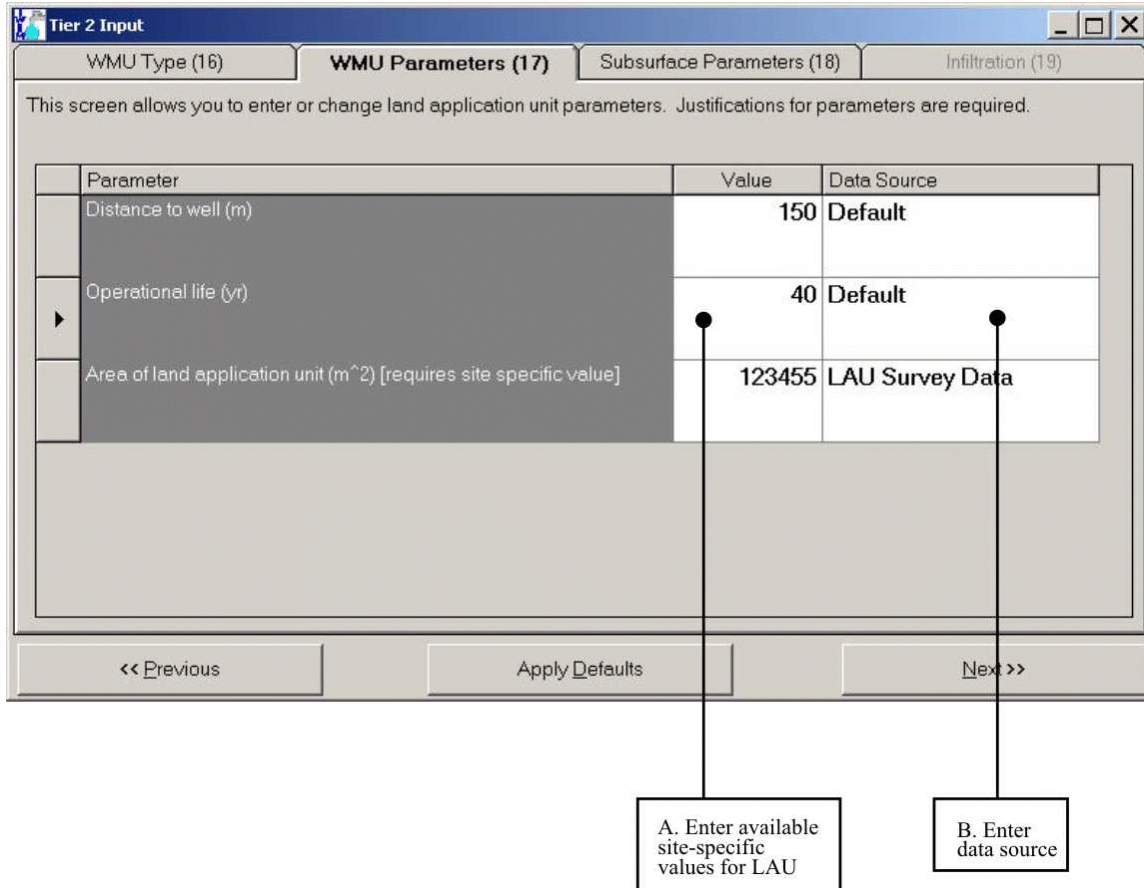 Tier 2 Input
WMU Type (16) WMU Parameters (17) Subsurface Parameters (18) Infiltration (19)
This screen allows you to enter or change land application unit parameters. Justifications for parameters are required.
Parameter Value Data Source
Distance to well (m) 150 Default
Operational life (yr) 40 Default
Area of land application unit (m^2) [requires site specific value] 123455 LAU Survey Data
<< Previous Apply Defaults Next >>
A. Enter available
site-specific
values for LAU
B. Enter
data source